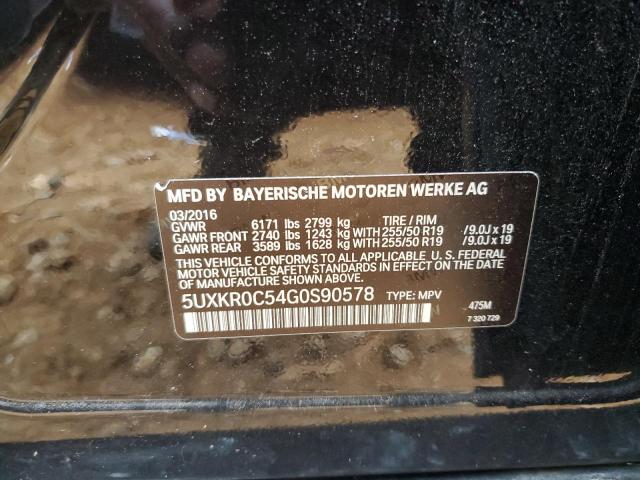 MFD BY BAYERISCHE MOTOREN WERKE AG
03/2016
GVWR 6171 lbs 2799 kg TIRE / RIM
GAWR FRONT 2740 lbs 1243 kg WITH 255/50 R19 /9.0J x 19
GAWR REAR 3589 lbs 1628 kg WITH 255/50 R19 /9.0J x 19
THIS VEHICLE CONFORMS TO ALL APPLICABLE U. S. FEDERAL
MOTOR VEHICLE SAFETY STANDARDS IN EFFECT ON THE DATE
OF MANUFACTURE SHOWN ABOVE.
5UXKR0C54G0S90578 TYPE: MPV
475M
7 320 729